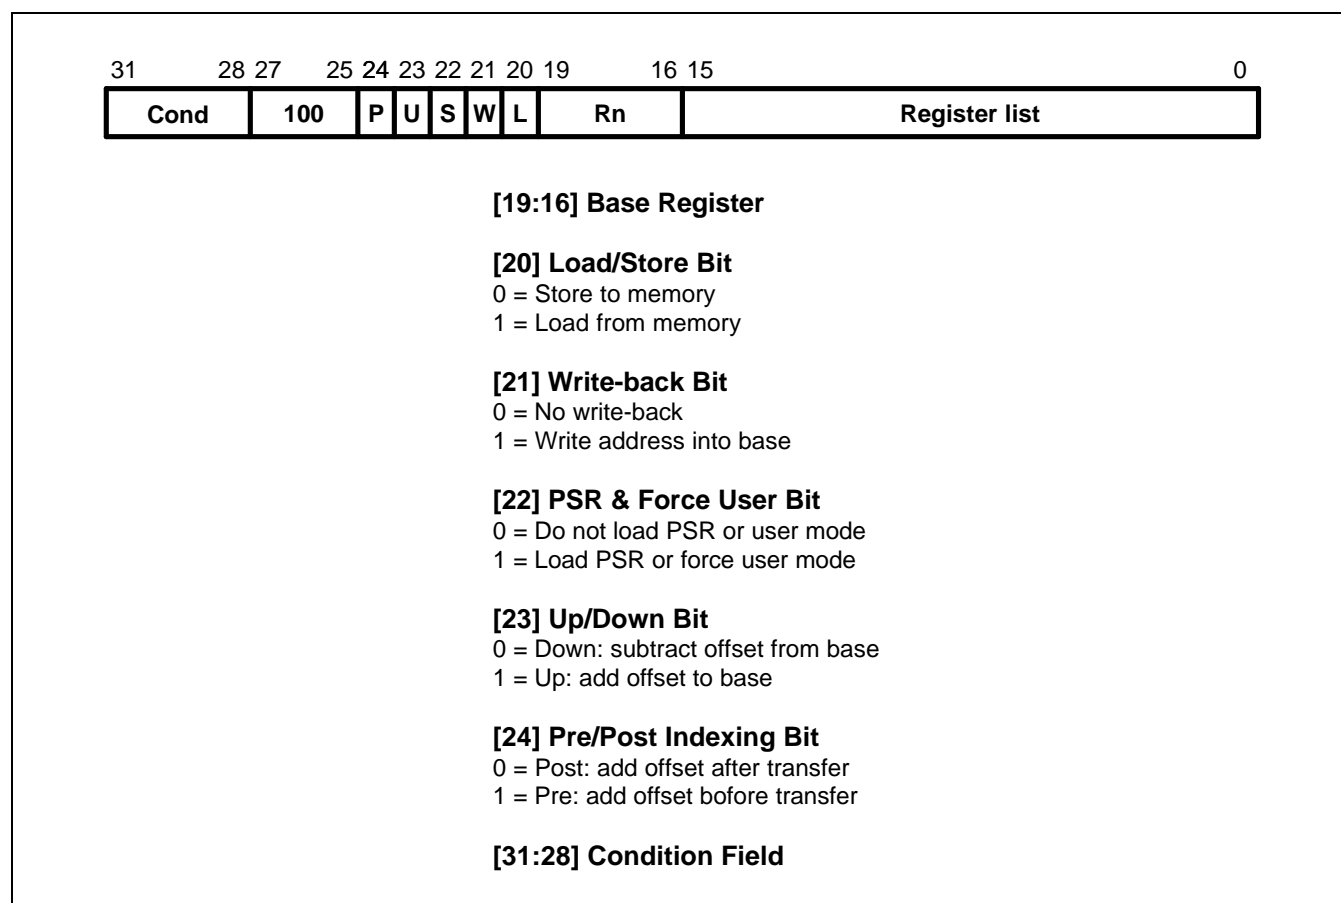 31 28 27 25 24 23 22 21 20 19 16 15 0
Cond 100 P U S W L Rn Register list
[19:16] Base Register
[20] Load/Store Bit
0 = Store to memory
1 = Load from memory
[21] Write-back Bit
0 = No write-back
1 = Write address into base
[22] PSR & Force User Bit
0 = Do not load PSR or user mode
1 = Load PSR or force user mode
[23] Up/Down Bit
0 = Down: subtract offset from base
1 = Up: add offset to base
[24] Pre/Post Indexing Bit
0 = Post: add offset after transfer
1 = Pre: add offset bofore transfer
[31:28] Condition Field